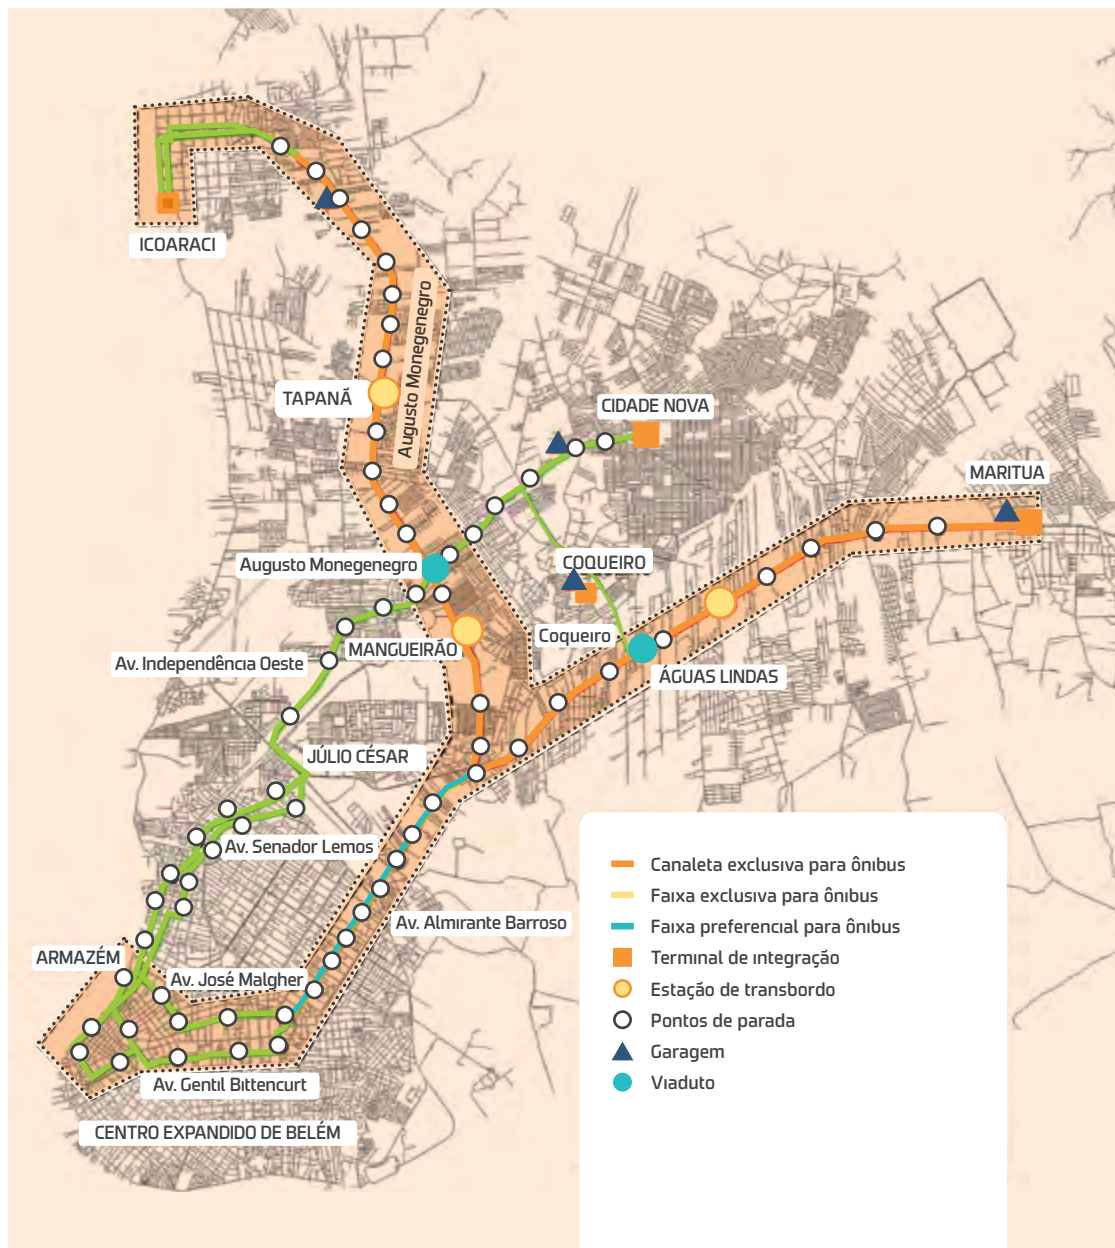 ICOARACI
Augusto Monegenegro
TAPANÃ
CIDADE NOVA
MARITUA
Augusto Monegenegro
COQUEIRO
Coqueiro
MANGUEIRÃO
Av. Independência Oeste
ÁGUAS LINDAS
JÚLIO CÉSAR
Av. Senador Lemos
Av. Almirante Barroso
ARMAZÉM
Av. José Malgher
Av. Gentil Bittencurt
CENTRO EXPANDIDO DE BELÉM
Canaleta exclusiva para ônibus
Faixa exclusiva para ônibus
Faixa preferencial para ônibus
Terminal de integração
Estação de transbordo
Pontos de parada
Garagem
Viaduto